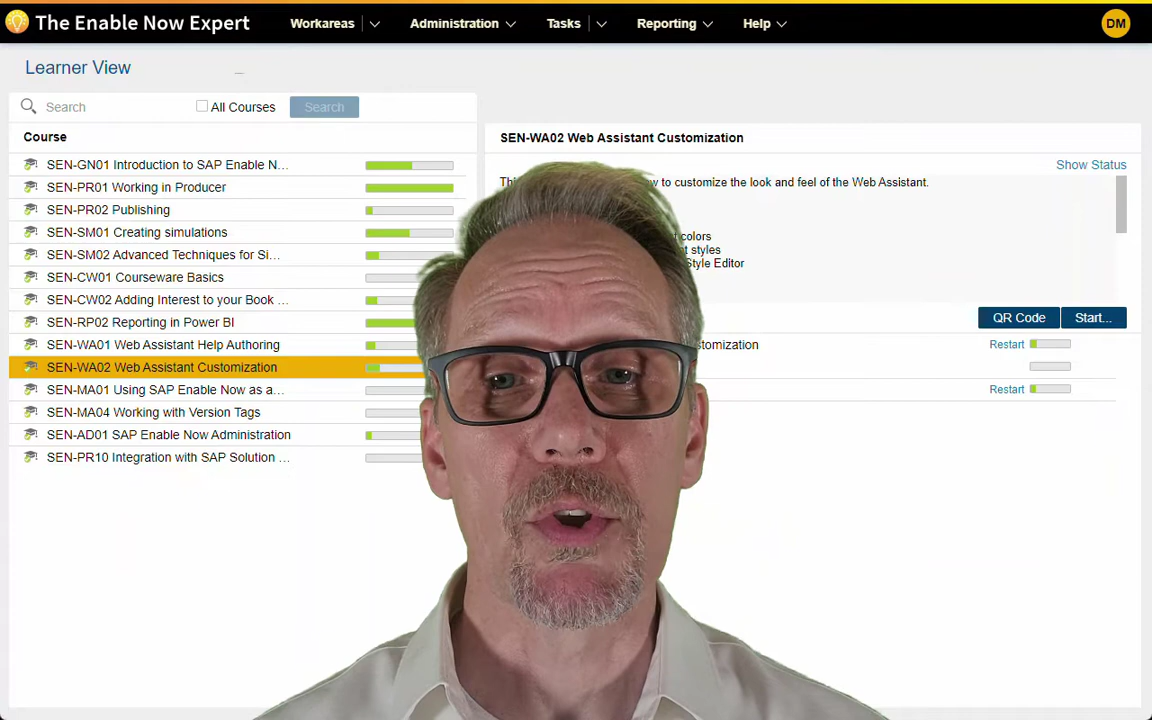 The Enable Now Expert
Workareas
Administration
Tasks
Reporting
Help
DM
Learner View
Search
All Courses
Search
Course
SEN-GN01 Introduction to SAP Enable N...
SEN-PR01 Working in Producer
SEN-PR02 Publishing
SEN-SM01 Creating simulations
SEN-SM02 Advanced Techniques for Si...
SEN-CW01 Courseware Basics
SEN-CW02 Adding Interest to your Book ...
SEN-RP02 Reporting in Power BI
SEN-WA01 Web Assistant Help Authoring
SEN-WA02 Web Assistant Customization
SEN-MA01 Using SAP Enable Now as a...
SEN-MA04 Working with Version Tags
SEN-AD01 SAP Enable Now Administration
SEN-PR10 Integration with SAP Solution ...
SEN-WA02 Web Assistant Customization
Show Status
to customize the look and feel of the Web Assistant.
colors
styles
Style Editor
QR Code
Start...
Restart
Restart